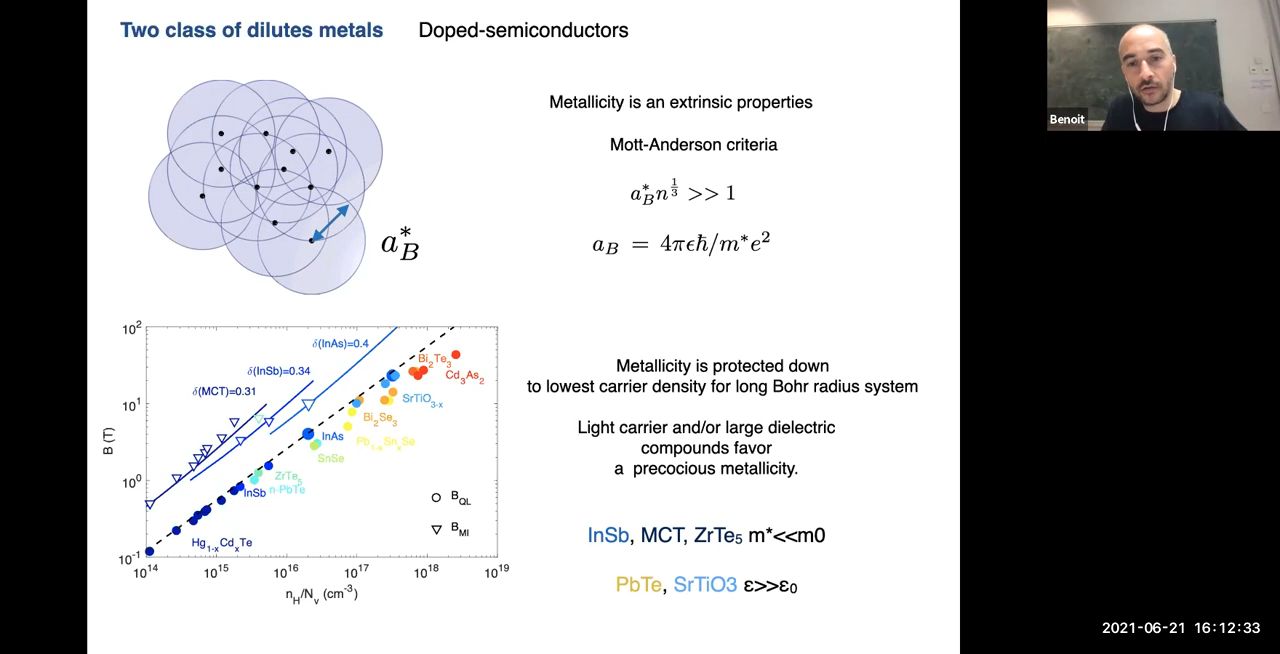 Two class of dilutes metals Doped-semiconductors
Benoit
Metallicity is an extrinsic properties
Mott-Anderson criteria
a*_B n^{1/3} >> 1
a_B = 4πϵħ/m*e²
a*_B
10²
10¹
10⁰
10⁻¹
B (T)
δ(InAs)=0.4
δ(InSb)=0.34
δ(MCT)=0.31
Bi₂Te₃
Cd₃As₂
SrTiO₃₋ₓ
Bi₂Se₃
InAs
Pb₁₋ₓSnₓSe
SnSe
ZrTe₅
InSb n-PbTe
Hg₁₋ₓCdₓTe
B_QL
B_MI
10¹⁴ 10¹⁵ 10¹⁶ 10¹⁷ 10¹⁸ 10¹⁹
n_H/N_v (cm⁻³)
Metallicity is protected down
to lowest carrier density for long Bohr radius system
Light carrier and/or large dielectric
compounds favor
a precocious metallicity.
InSb, MCT, ZrTe₅ m*<<m0
PbTe, SrTiO3 ε>>ε₀
2021-06-21 16:12:33